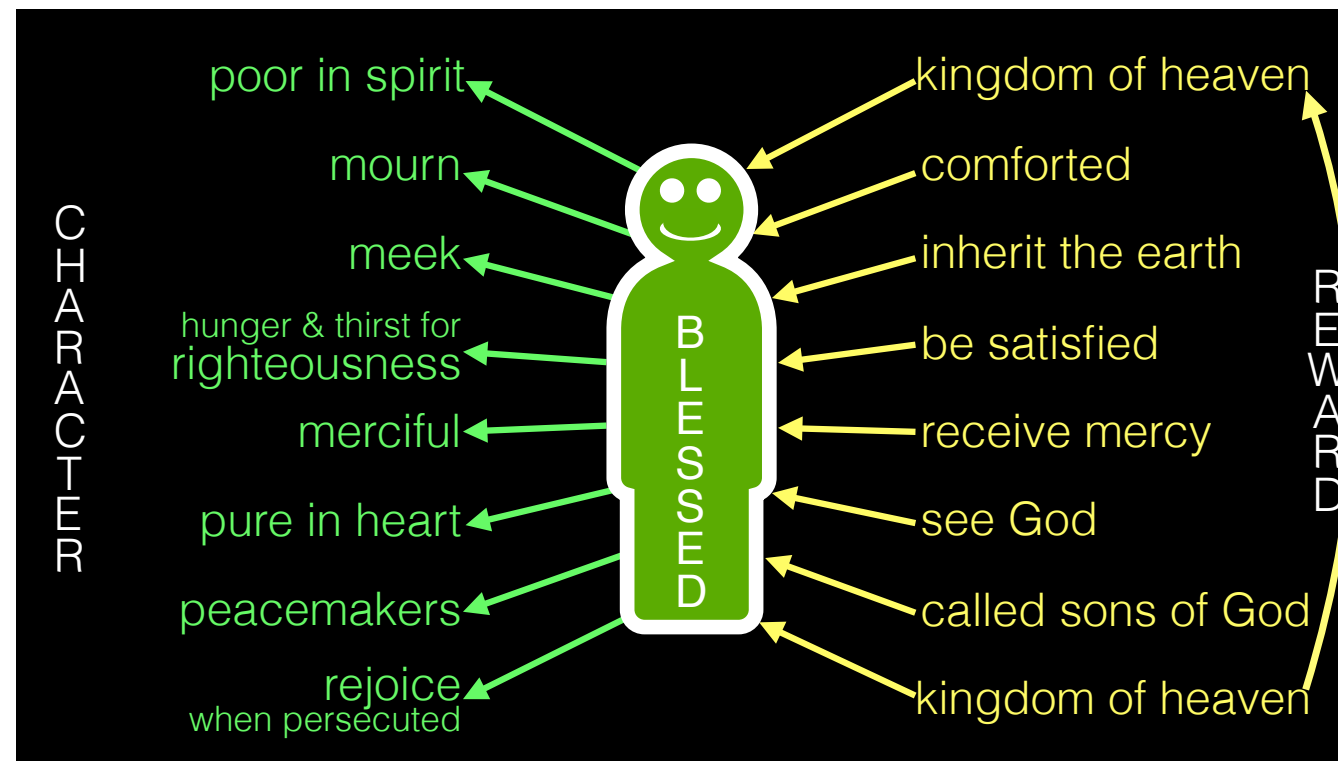 CHARACTER
poor in spirit
mourn
meek
hunger & thirst for
righteousness
merciful
pure in heart
peacemakers
rejoice
when persecuted
BLESSED
kingdom of heaven
comforted
inherit the earth
be satisfied
receive mercy
see God
called sons of God
kingdom of heaven
REWARD